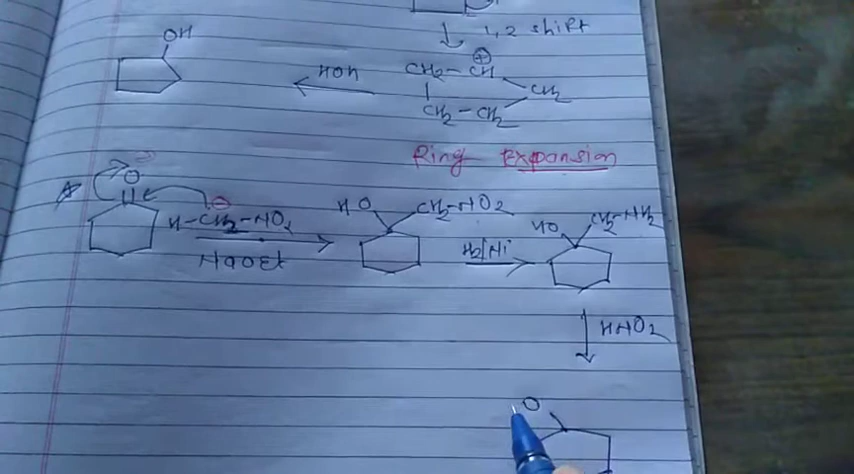 1,2 shift
OH
HOH
CH2 - CH ⊕
CH2
CH2 - CH2
Ring Expansion
O ⊖
H-CH2-NO2 ⊖
NaOEt
HO CH2-NO2
H2/Ni
HO CH2-NH2
HNO2
O